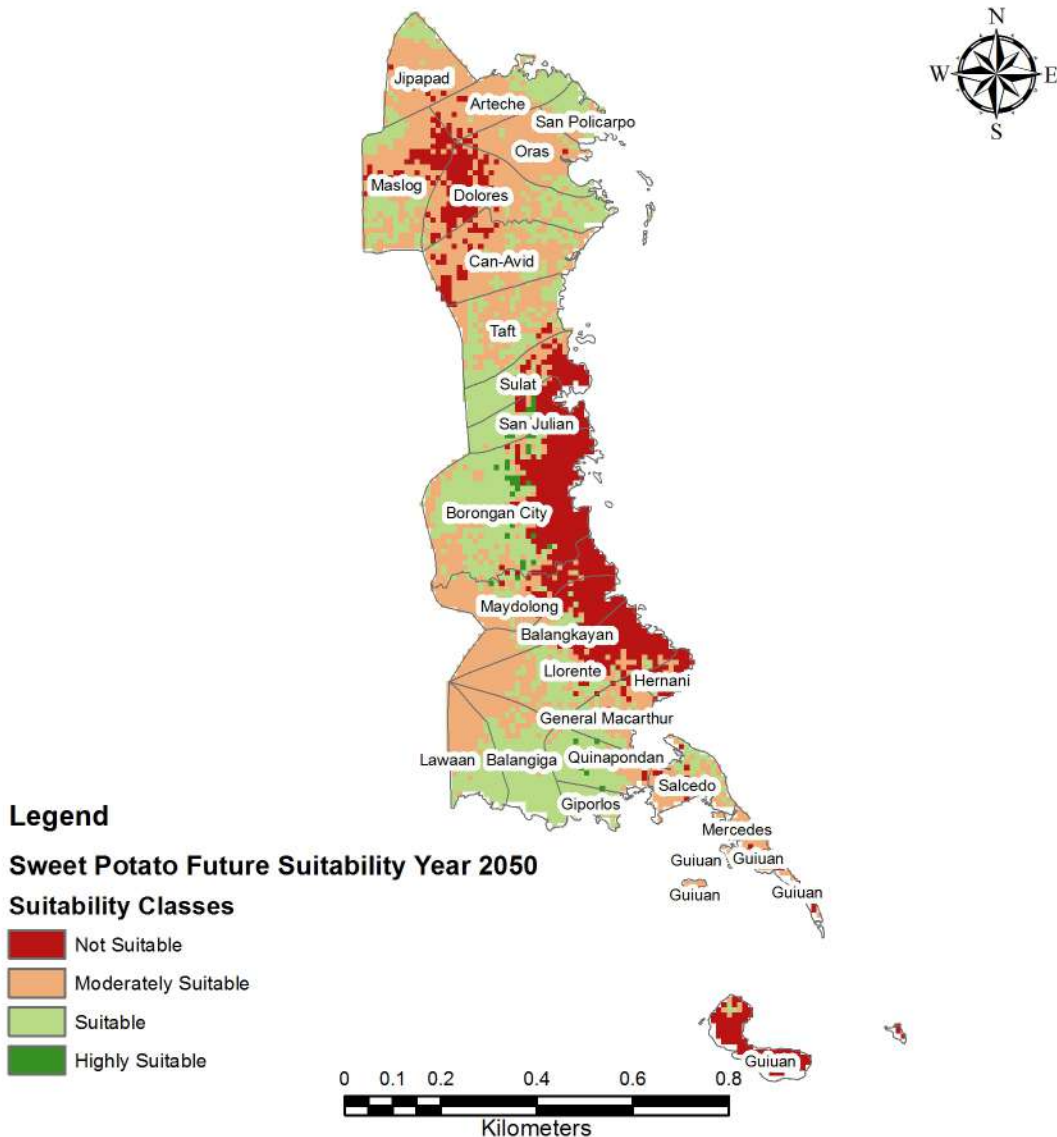 N
W E
S
Jipapad
Arteche
San Policarpo
Oras
Maslog
Dolores
Can-Avid
Taft
Sulat
San Julian
Borongan City
Maydolong
Balangkayan
Llorente
Hernani
General Macarthur
Lawaan
Balangiga
Quinapondan
Salcedo
Giporlos
Mercedes
Guiuan
Guiuan
Guiuan
Guiuan
Guiuan
Legend
Sweet Potato Future Suitability Year 2050
Suitability Classes
Not Suitable
Moderately Suitable
Suitable
Highly Suitable
0 0.1 0.2 0.4 0.6 0.8
Kilometers